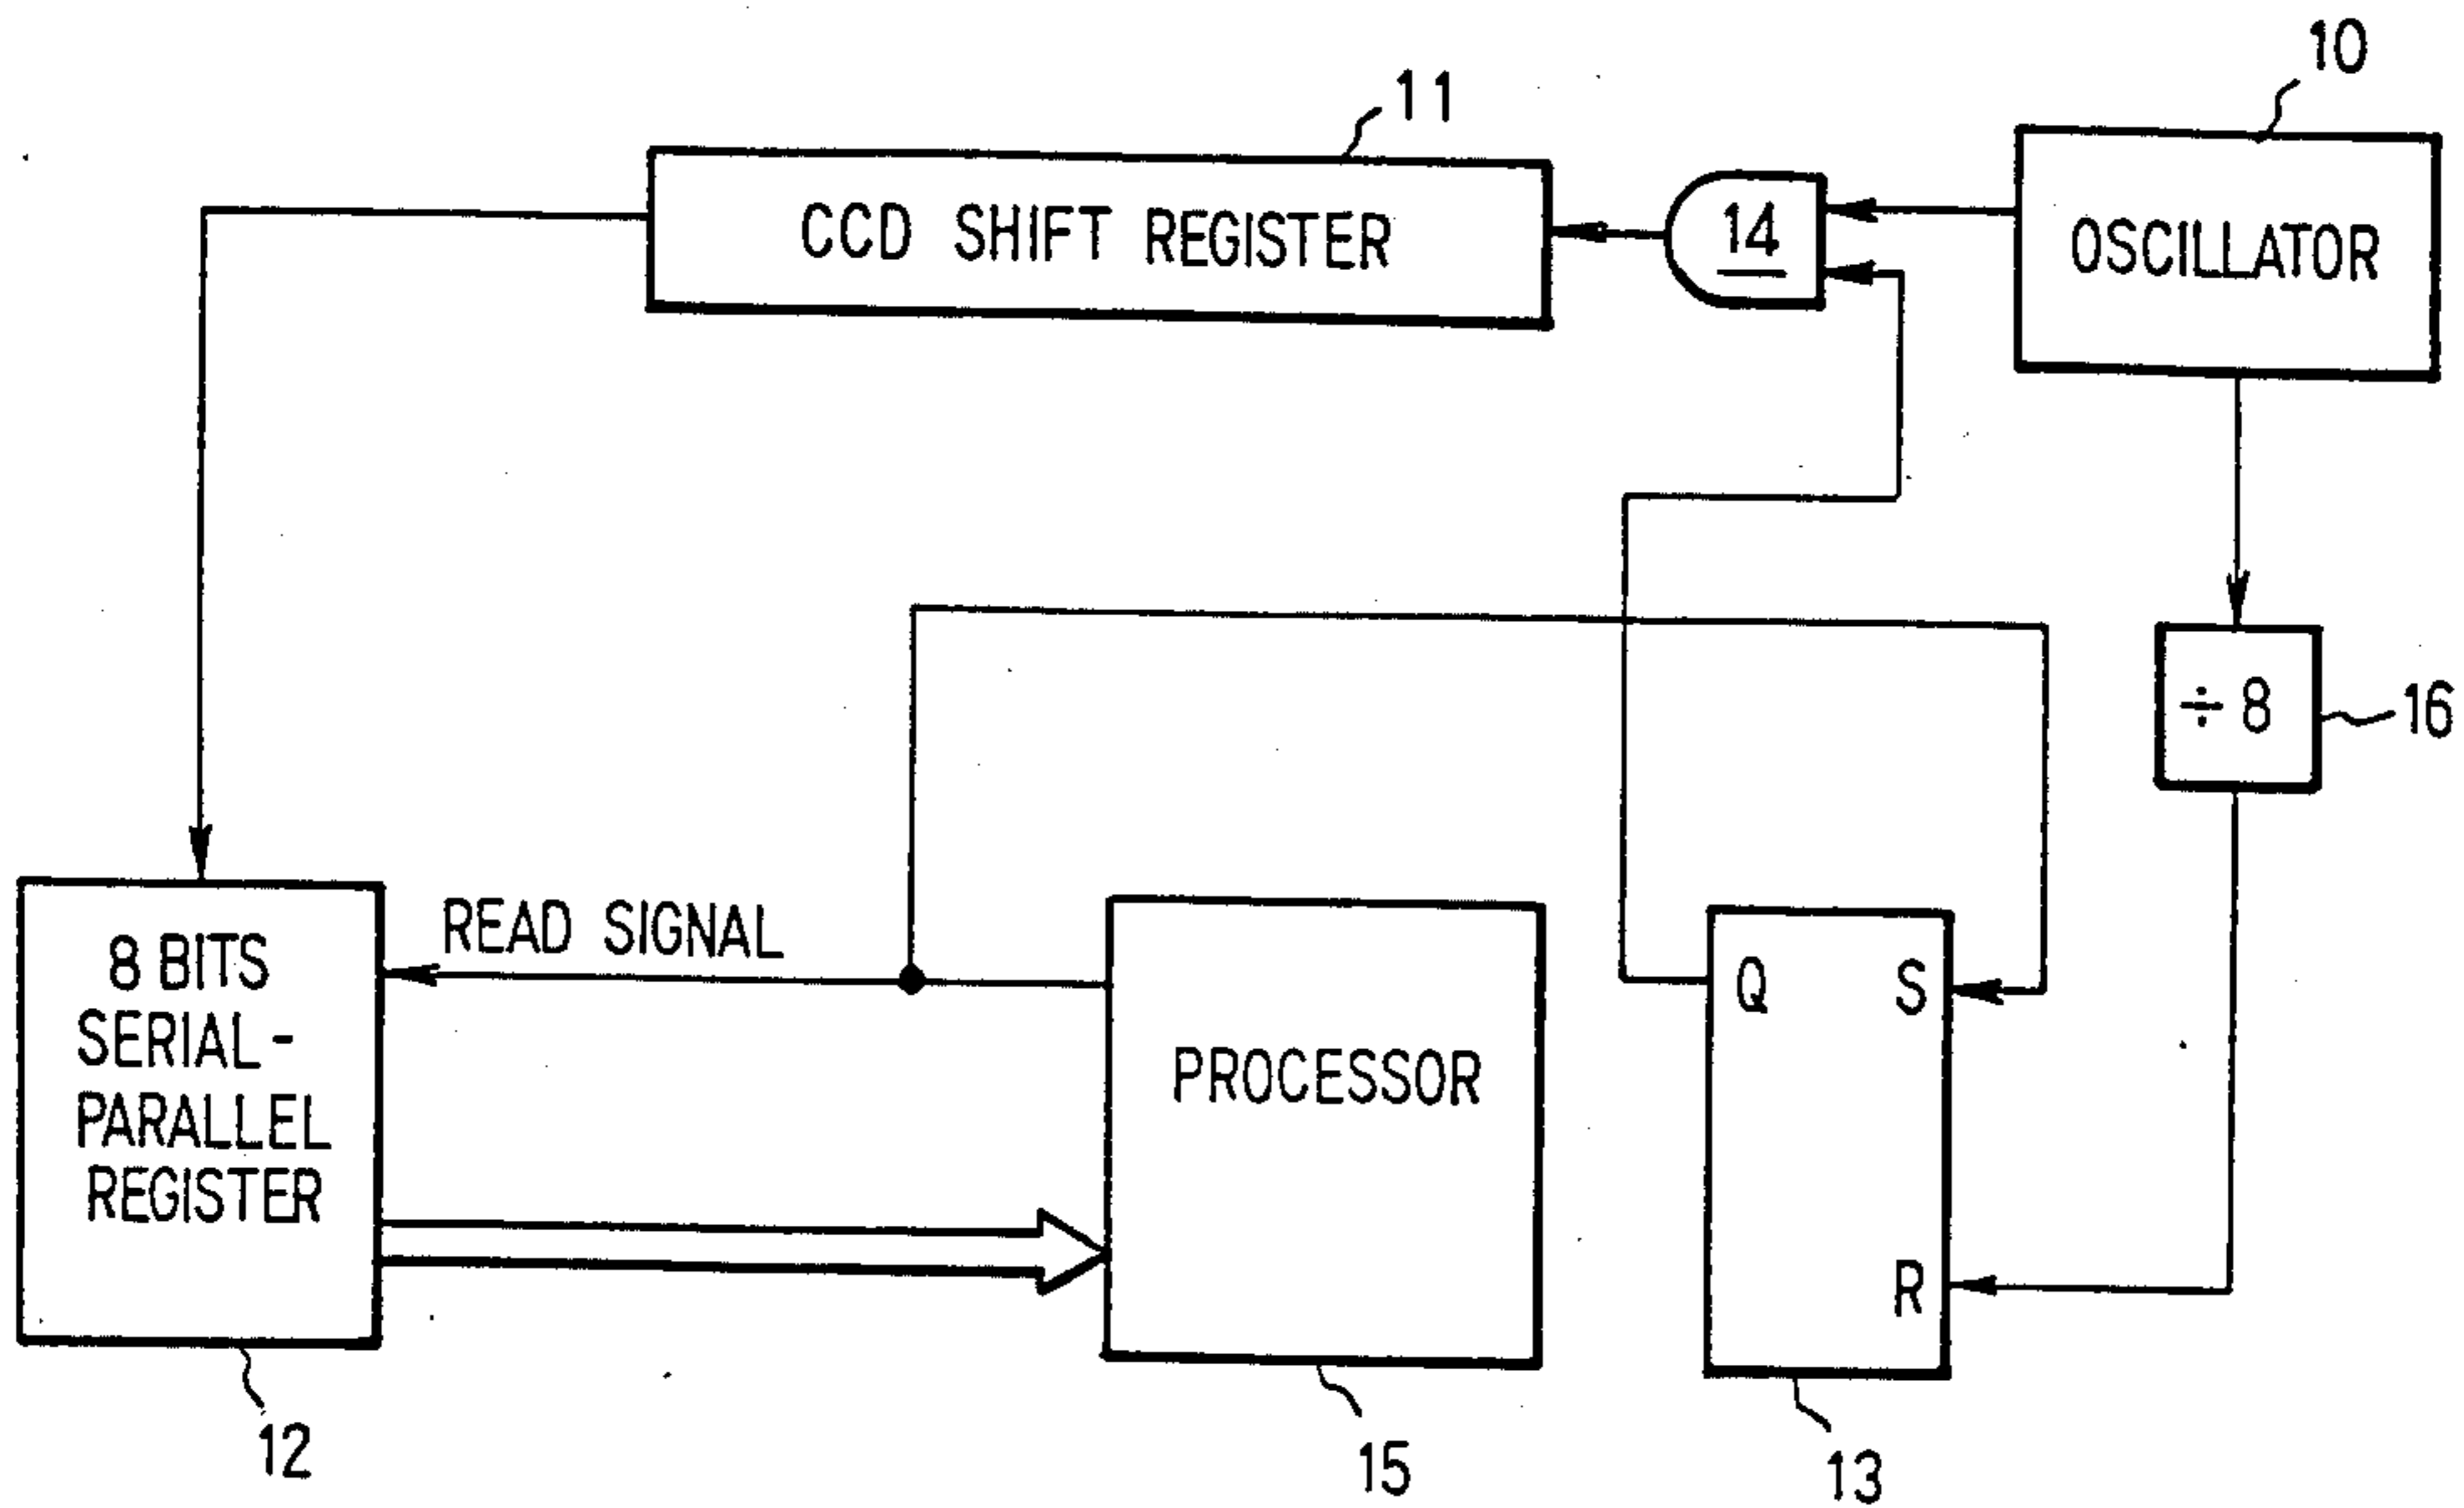 10
11
CCD SHIFT REGISTER
14
OSCILLATOR
÷8
16
READ SIGNAL
8 BITS
SERIAL-
PARALLEL
REGISTER
PROCESSOR
Q
S
R
12
15
13